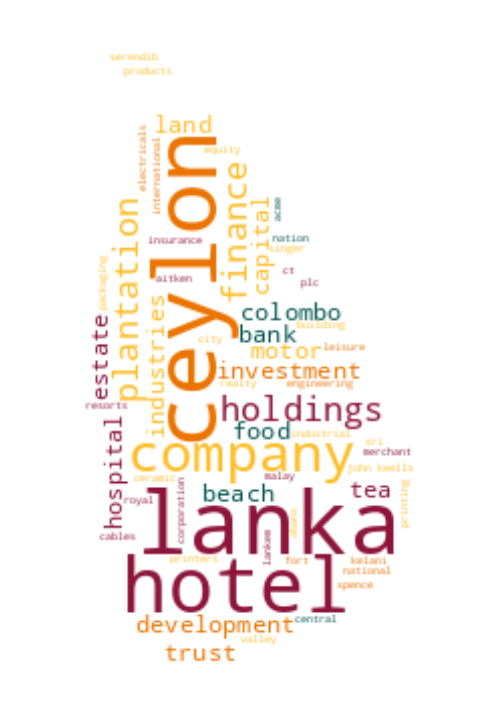 serendib
products
land
electricals
international
equity
ceylon
finance
plantation
capital
acme
insurance
nation
singer
aitken
ct
plc
packaging
industries
colombo
building
bank
city
motor
leisure
estate
investment
realty
engineering
resorts
holdings
food
industrial
hospital
company
sri
merchant
john keells
ceramic
malay
royal
corporation
beach
tea
printing
lanka
cables
lankem
printers
fort
kelani
national
hotel
spence
development
central
valley
trust